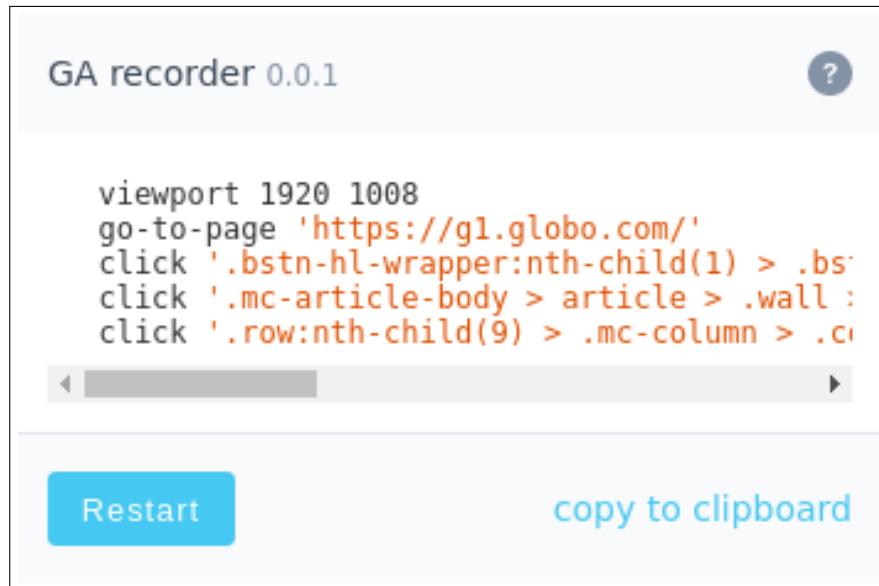 GA recorder 0.0.1
?
viewport 1920 1008
go-to-page 'https://g1.globo.com/'
click '.bstn-hl-wrapper:nth-child(1) > .bs
click '.mc-article-body > article > .wall >
click '.row:nth-child(9) > .mc-column > .c
Restart
copy to clipboard